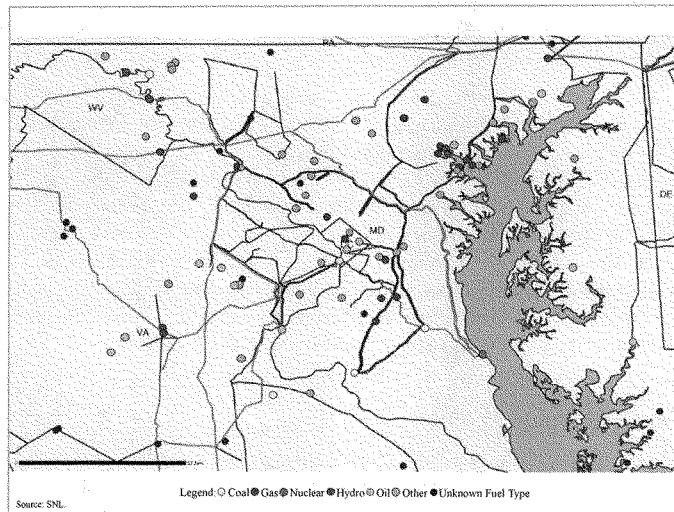 PA
WV
DE
MD
VA
Legend: Coal Gas Nuclear Hydro Oil Other Unknown Fuel Type
Source: SNL